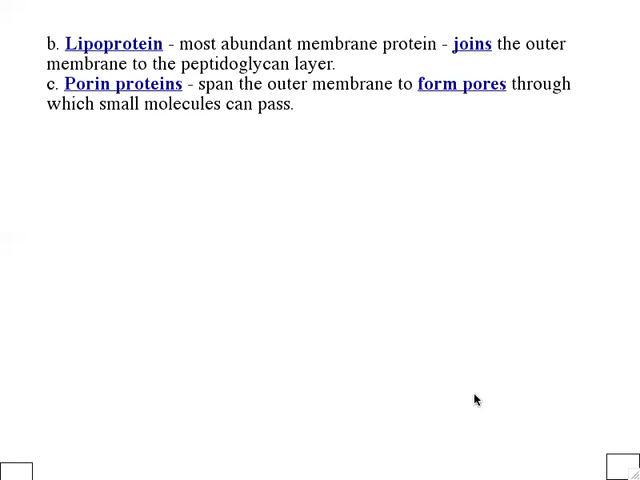 b. Lipoprotein - most abundant membrane protein - joins the outer
membrane to the peptidoglycan layer.
c. Porin proteins - span the outer membrane to form pores through
which small molecules can pass.